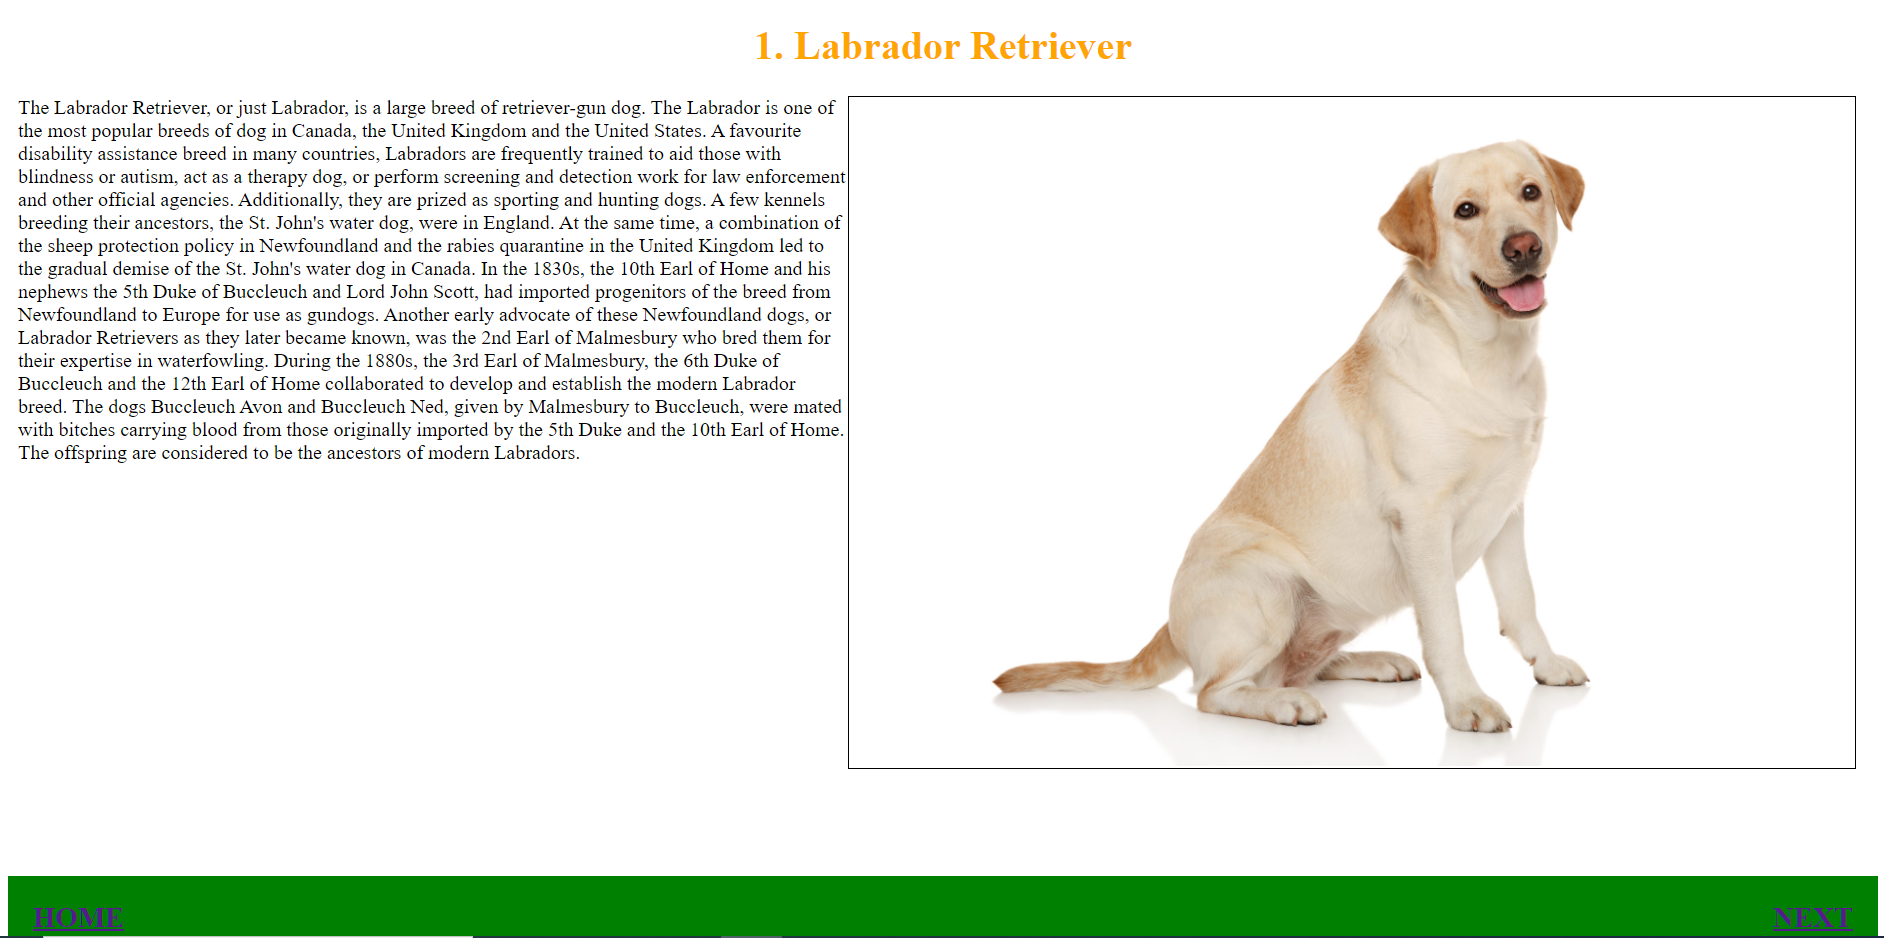 1. Labrador Retriever
The Labrador Retriever, or just Labrador, is a large breed of retriever-gun dog. The Labrador is one of
the most popular breeds of dog in Canada, the United Kingdom and the United States. A favourite
disability assistance breed in many countries, Labradors are frequently trained to aid those with
blindness or autism, act as a therapy dog, or perform screening and detection work for law enforcement
and other official agencies. Additionally, they are prized as sporting and hunting dogs. A few kennels
breeding their ancestors, the St. John's water dog, were in England. At the same time, a combination of
the sheep protection policy in Newfoundland and the rabies quarantine in the United Kingdom led to
the gradual demise of the St. John's water dog in Canada. In the 1830s, the 10th Earl of Home and his
nephews the 5th Duke of Buccleuch and Lord John Scott, had imported progenitors of the breed from
Newfoundland to Europe for use as gundogs. Another early advocate of these Newfoundland dogs, or
Labrador Retrievers as they later became known, was the 2nd Earl of Malmesbury who bred them for
their expertise in waterfowling. During the 1880s, the 3rd Earl of Malmesbury, the 6th Duke of
Buccleuch and the 12th Earl of Home collaborated to develop and establish the modern Labrador
breed. The dogs Buccleuch Avon and Buccleuch Ned, given by Malmesbury to Buccleuch, were mated
with bitches carrying blood from those originally imported by the 5th Duke and the 10th Earl of Home.
The offspring are considered to be the ancestors of modern Labradors.
HOME
NEXT